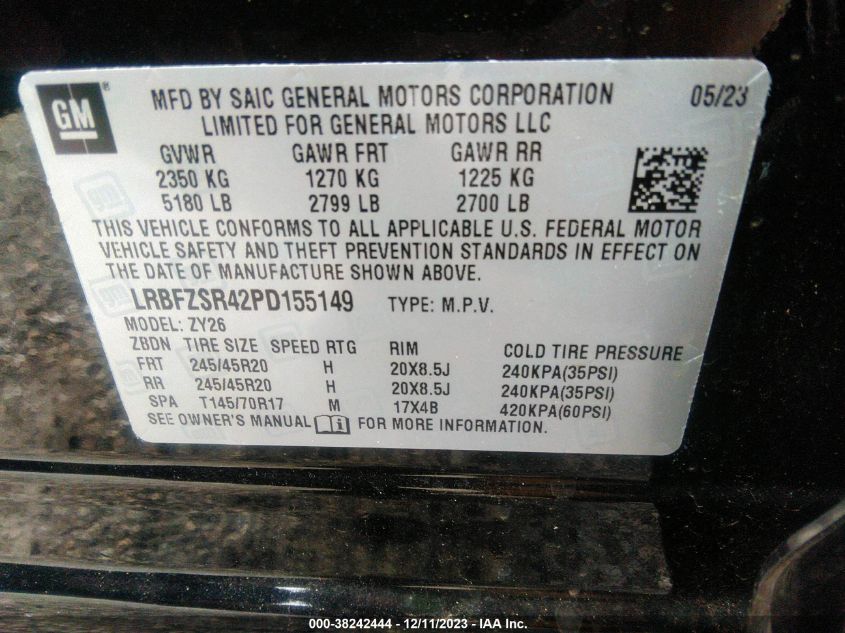 GM ®
MFD BY SAIC GENERAL MOTORS CORPORATION 05/23
LIMITED FOR GENERAL MOTORS LLC
GVWR GAWR FRT GAWR RR
2350 KG 1270 KG 1225 KG
5180 LB 2799 LB 2700 LB
THIS VEHICLE CONFORMS TO ALL APPLICABLE U.S. FEDERAL MOTOR
VEHICLE SAFETY AND THEFT PREVENTION STANDARDS IN EFFECT ON
THE DATE OF MANUFACTURE SHOWN ABOVE.
LRBFZSR42PD155149 TYPE: M.P.V.
MODEL: ZY26
ZBDN TIRE SIZE SPEED RTG RIM COLD TIRE PRESSURE
FRT 245/45R20 H 20X8.5J 240KPA(35PSI)
RR 245/45R20 H 20X8.5J 240KPA(35PSI)
SPA T145/70R17 M 17X4B 420KPA(60PSI)
SEE OWNER'S MANUAL FOR MORE INFORMATION.
000-38242444 - 12/11/2023 - IAA Inc.